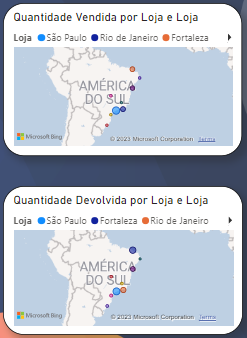 Quantidade Vendida por Loja e Loja
Loja São Paulo Rio de Janeiro Fortaleza
AMÉRICA
DO SUL
Microsoft Bing
© 2023 Microsoft Corporation Terms
Quantidade Devolvida por Loja e Loja
Loja São Paulo Fortaleza Rio de Janeiro
AMÉRICA
DO SUL
Microsoft Bing
© 2023 Microsoft Corporation Terms